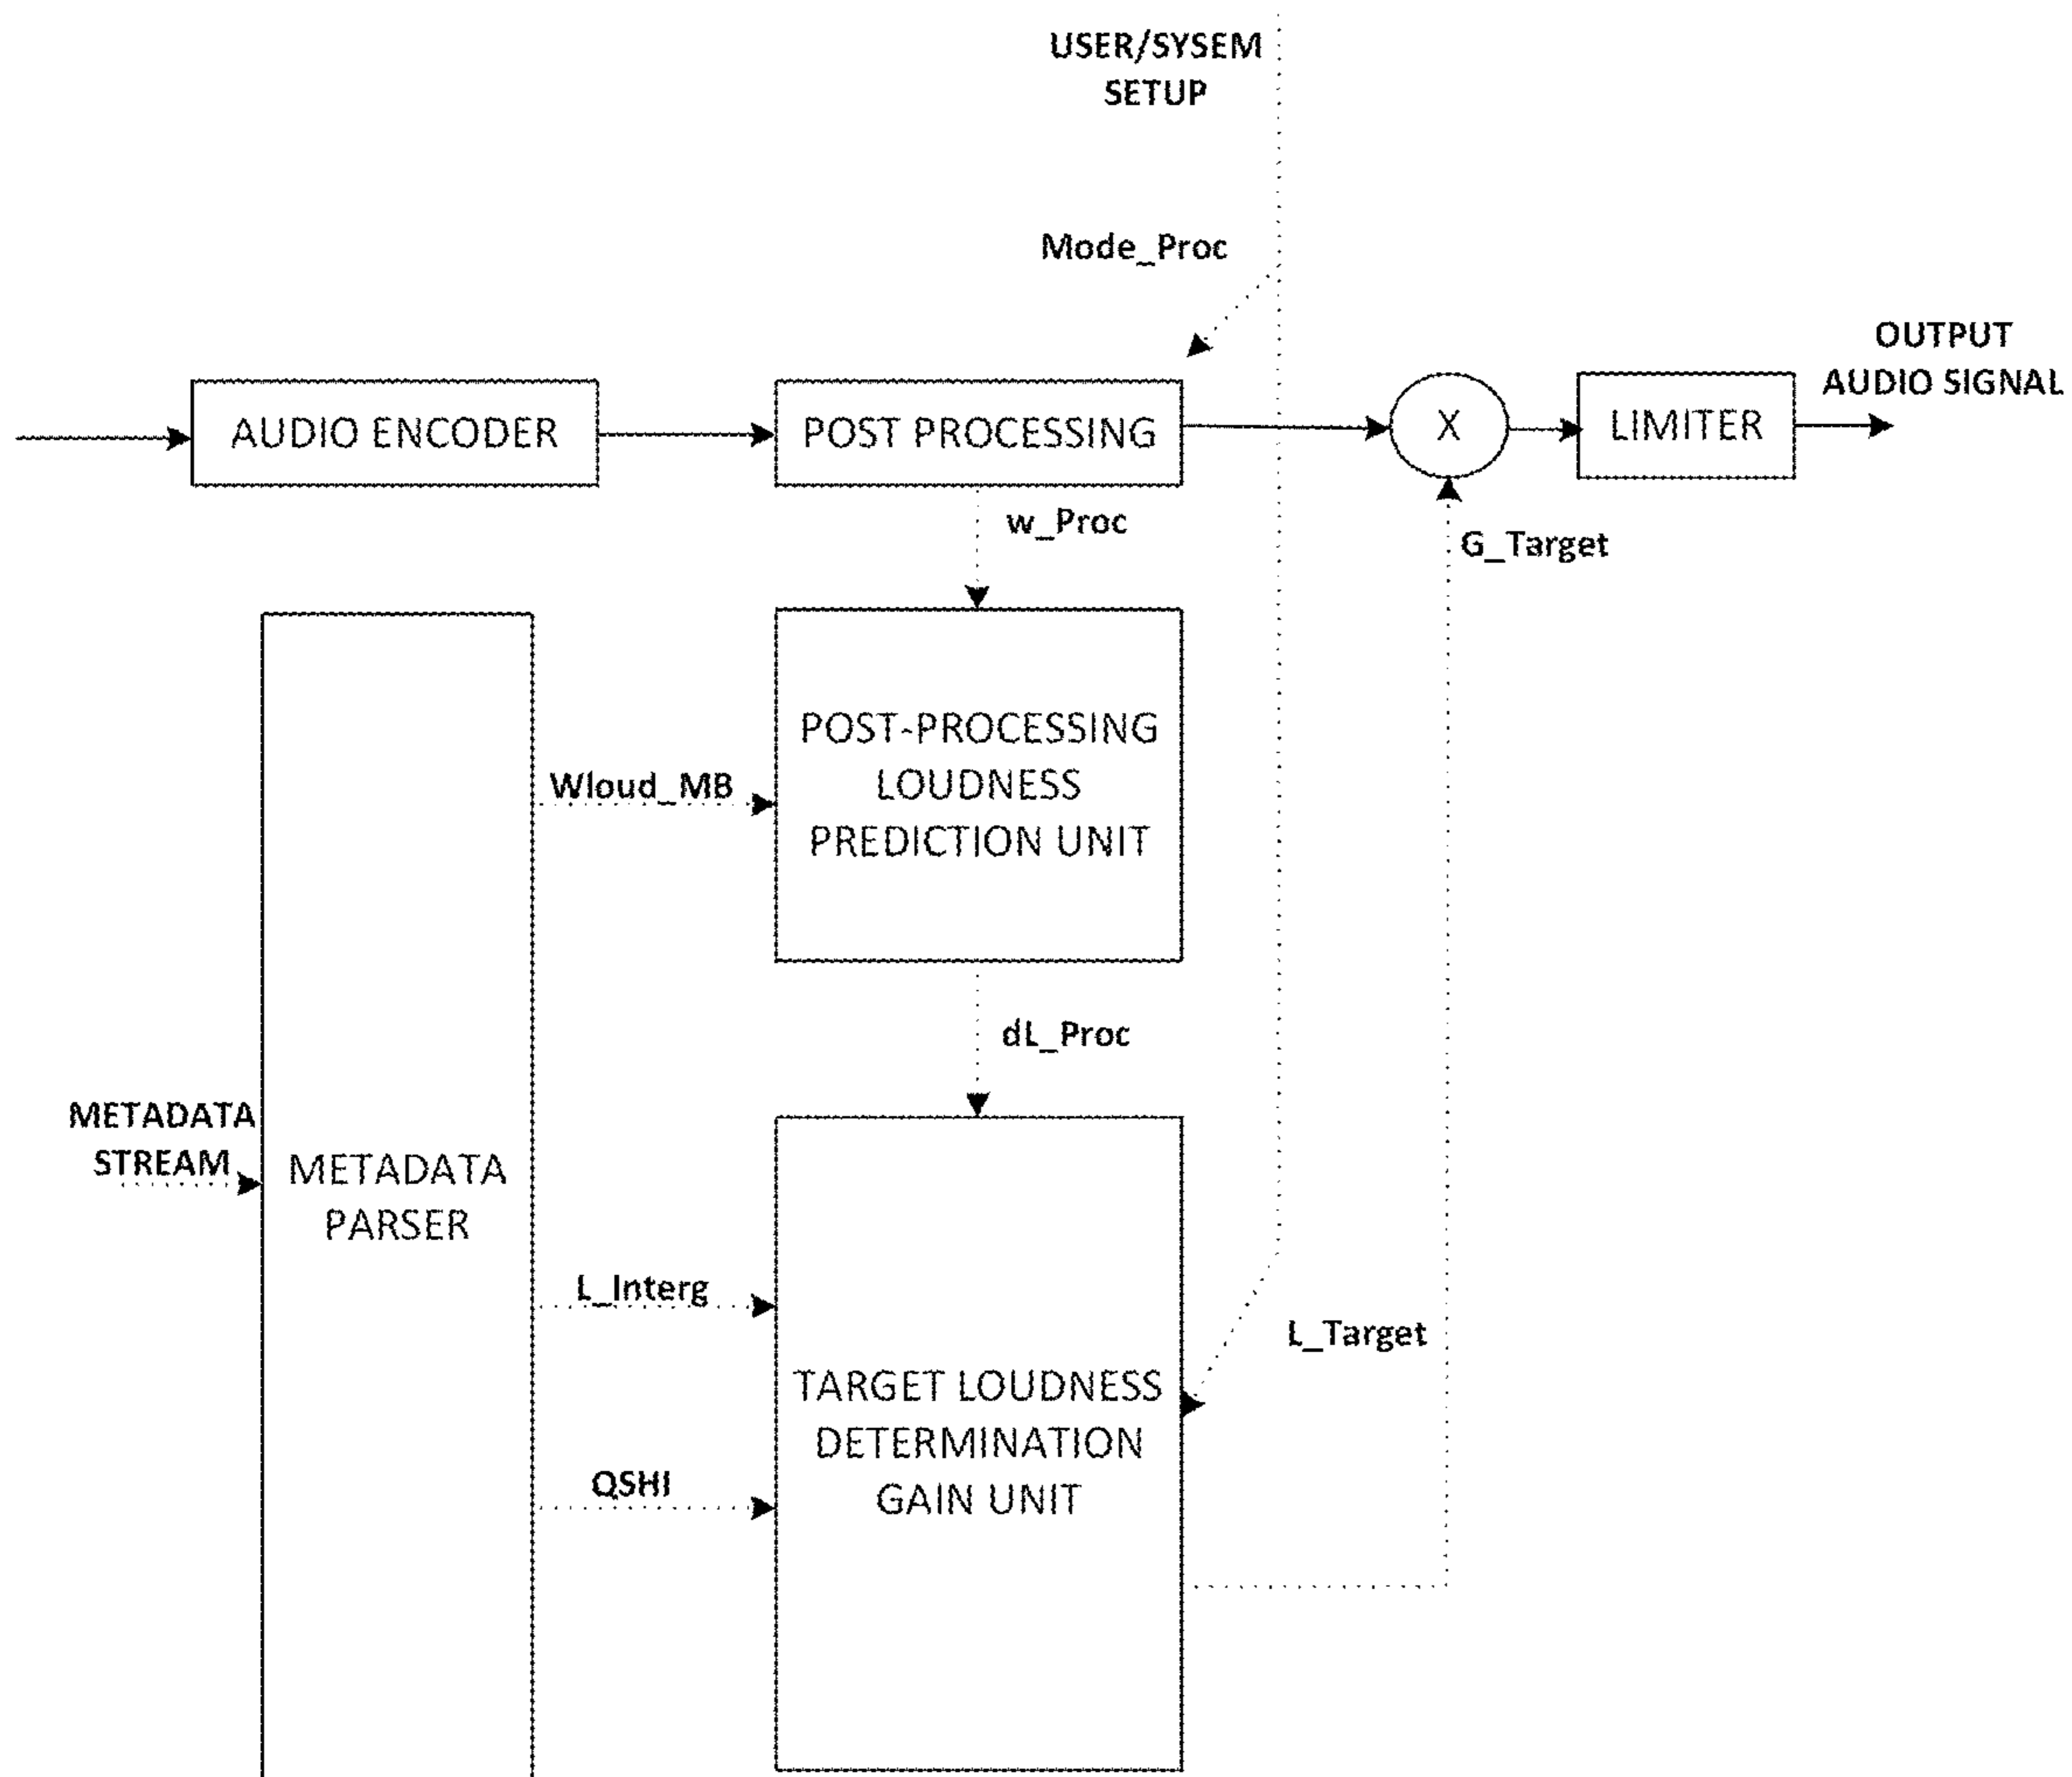 USER/SYSEM
SETUP
Mode_Proc
OUTPUT
AUDIO SIGNAL
AUDIO ENCODER
POST PROCESSING
X
LIMITER
w_Proc
G_Target
POST-PROCESSING
LOUDNESS
PREDICTION UNIT
Wloud_MB
dL_Proc
METADATA
STREAM
METADATA
PARSER
L_Interg
L_Target
TARGET LOUDNESS
DETERMINATION
GAIN UNIT
QSHI